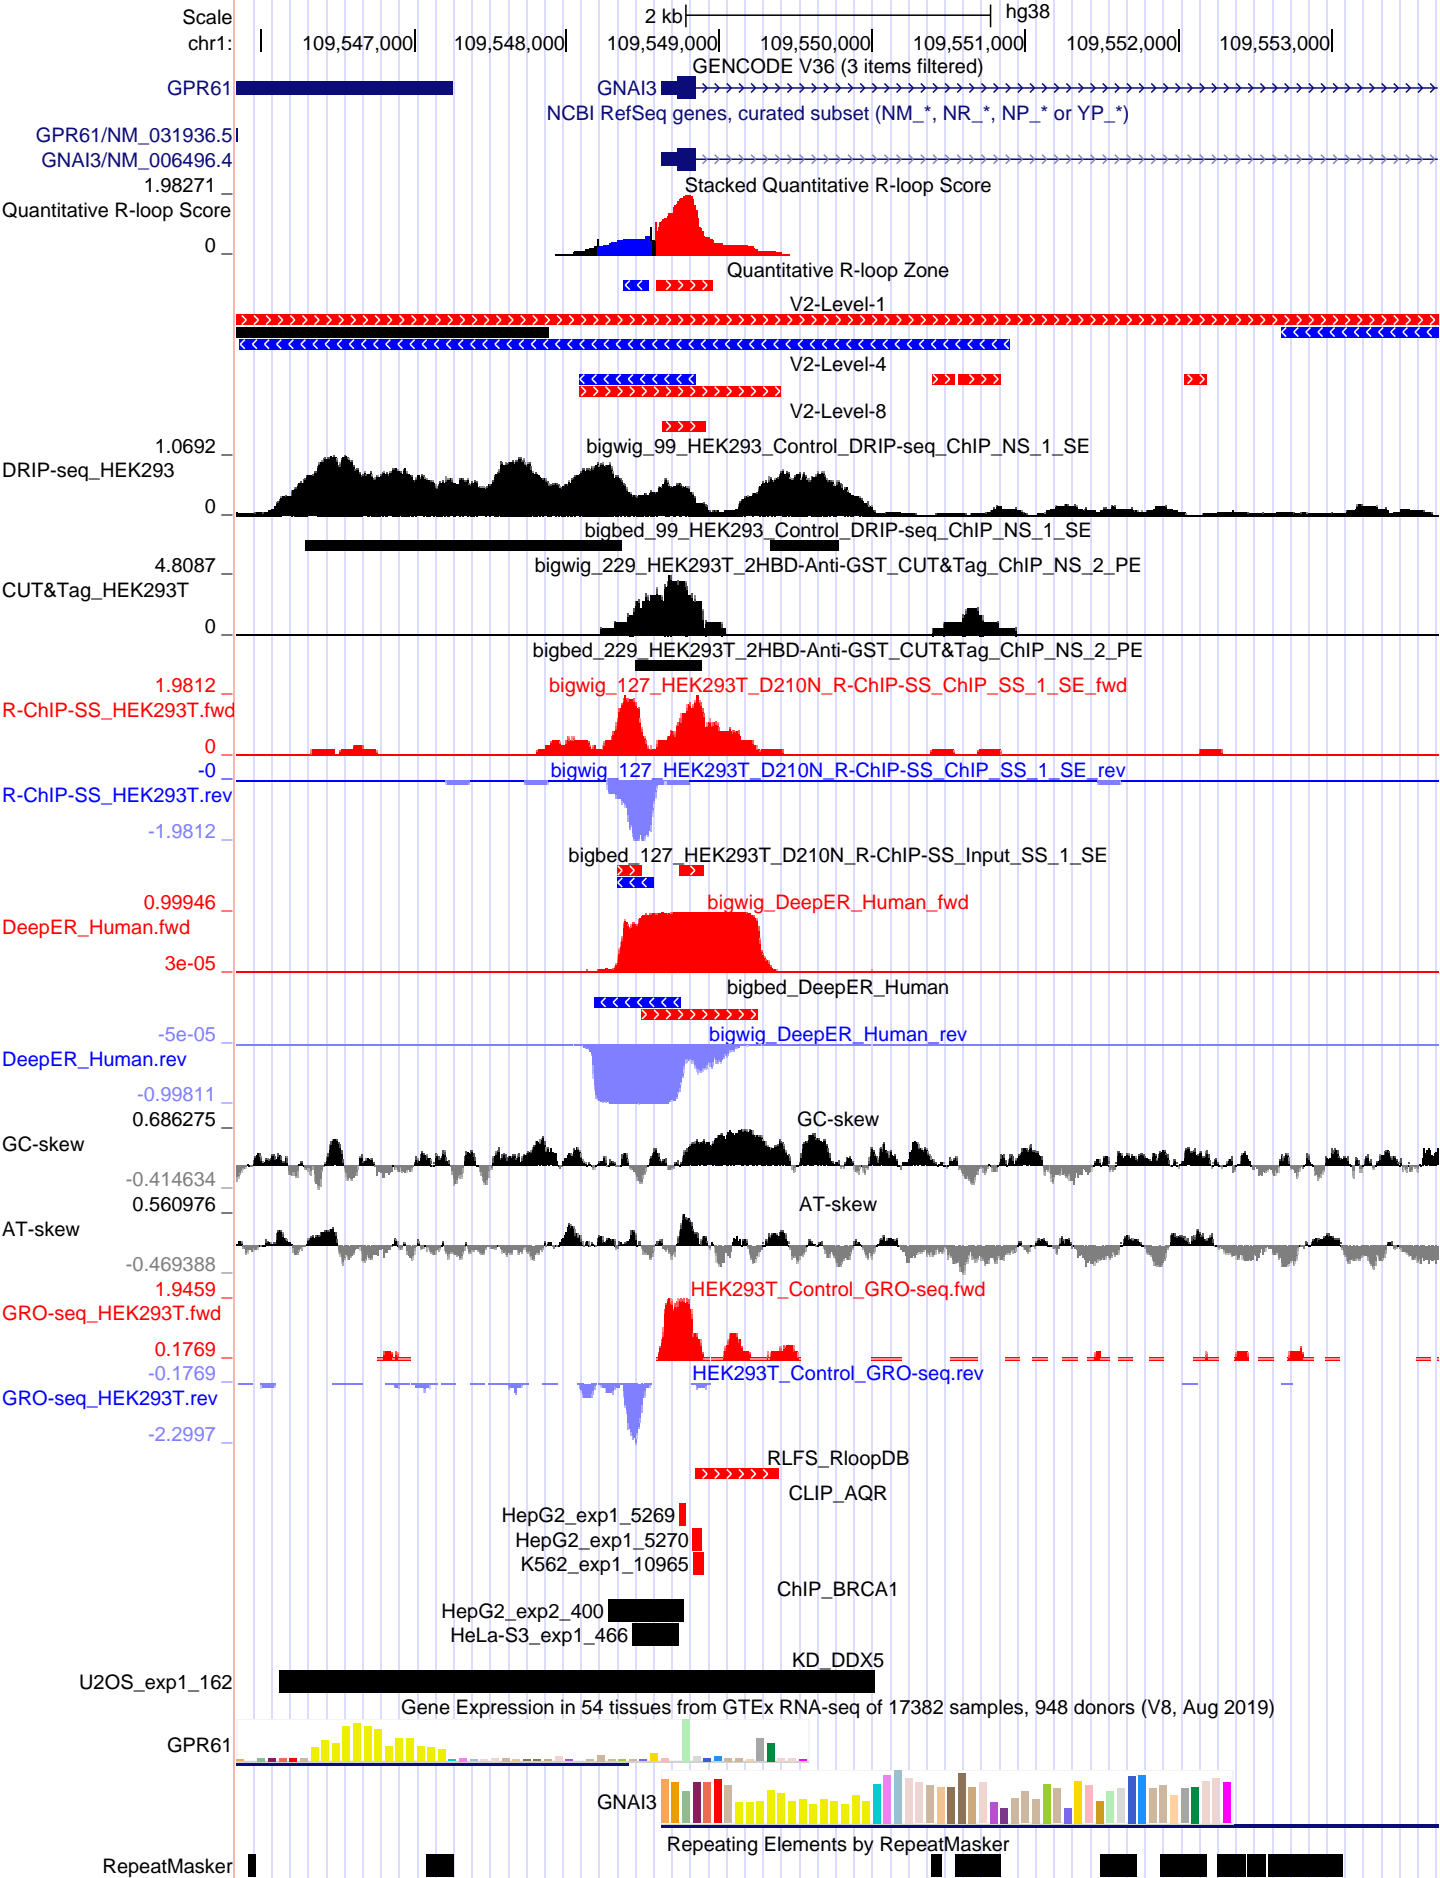 Scale 2 kb hg38
chr1: 109,547,000 109,548,000 109,549,000 109,550,000 109,551,000 109,552,000 109,553,000
GENCODE V36 (3 items filtered)
GPR61 GNAI3
NCBI RefSeq genes, curated subset (NM_*, NR_*, NP_* or YP_*)
GPR61/NM_031936.5
GNAI3/NM_006496.4
1.98271 Stacked Quantitative R-loop Score
Quantitative R-loop Score
0
Quantitative R-loop Zone
V2-Level-1
V2-Level-4
V2-Level-8
1.0692 bigwig_99_HEK293_Control_DRIP-seq_ChIP_NS_1_SE
DRIP-seq_HEK293
0
bigbed_99_HEK293_Control_DRIP-seq_ChIP_NS_1_SE
4.8087 bigwig_229_HEK293T_2HBD-Anti-GST_CUT&Tag_ChIP_NS_2_PE
CUT&Tag_HEK293T
0
bigbed_229_HEK293T_2HBD-Anti-GST_CUT&Tag_ChIP_NS_2_PE
1.9812 bigwig_127_HEK293T_D210N_R-ChIP-SS_ChIP_SS_1_SE_fwd
R-ChIP-SS_HEK293T.fwd
0
-0 bigwig_127_HEK293T_D210N_R-ChIP-SS_ChIP_SS_1_SE_rev
R-ChIP-SS_HEK293T.rev
-1.9812
bigbed_127_HEK293T_D210N_R-ChIP-SS_Input_SS_1_SE
0.99946 bigwig_DeepER_Human_fwd
DeepER_Human.fwd
3e-05
bigbed_DeepER_Human
-5e-05 bigwig_DeepER_Human_rev
DeepER_Human.rev
-0.99811
0.686275 GC-skew
GC-skew
-0.414634
0.560976 AT-skew
AT-skew
-0.469388
1.9459 HEK293T_Control_GRO-seq.fwd
GRO-seq_HEK293T.fwd
0.1769
-0.1769 HEK293T_Control_GRO-seq.rev
GRO-seq_HEK293T.rev
-2.2997
RLFS_RloopDB
CLIP_AQR
HepG2_exp1_5269
HepG2_exp1_5270
K562_exp1_10965
ChIP_BRCA1
HepG2_exp2_400
HeLa-S3_exp1_466
KD_DDX5
U2OS_exp1_162
Gene Expression in 54 tissues from GTEx RNA-seq of 17382 samples, 948 donors (V8, Aug 2019)
GPR61
GNAI3
Repeating Elements by RepeatMasker
RepeatMasker